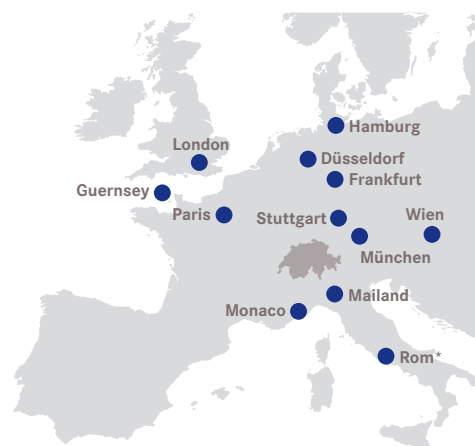 Hamburg
London
Düsseldorf
Frankfurt
Guernsey
Paris
Stuttgart
Wien
München
Mailand
Monaco
Rom*